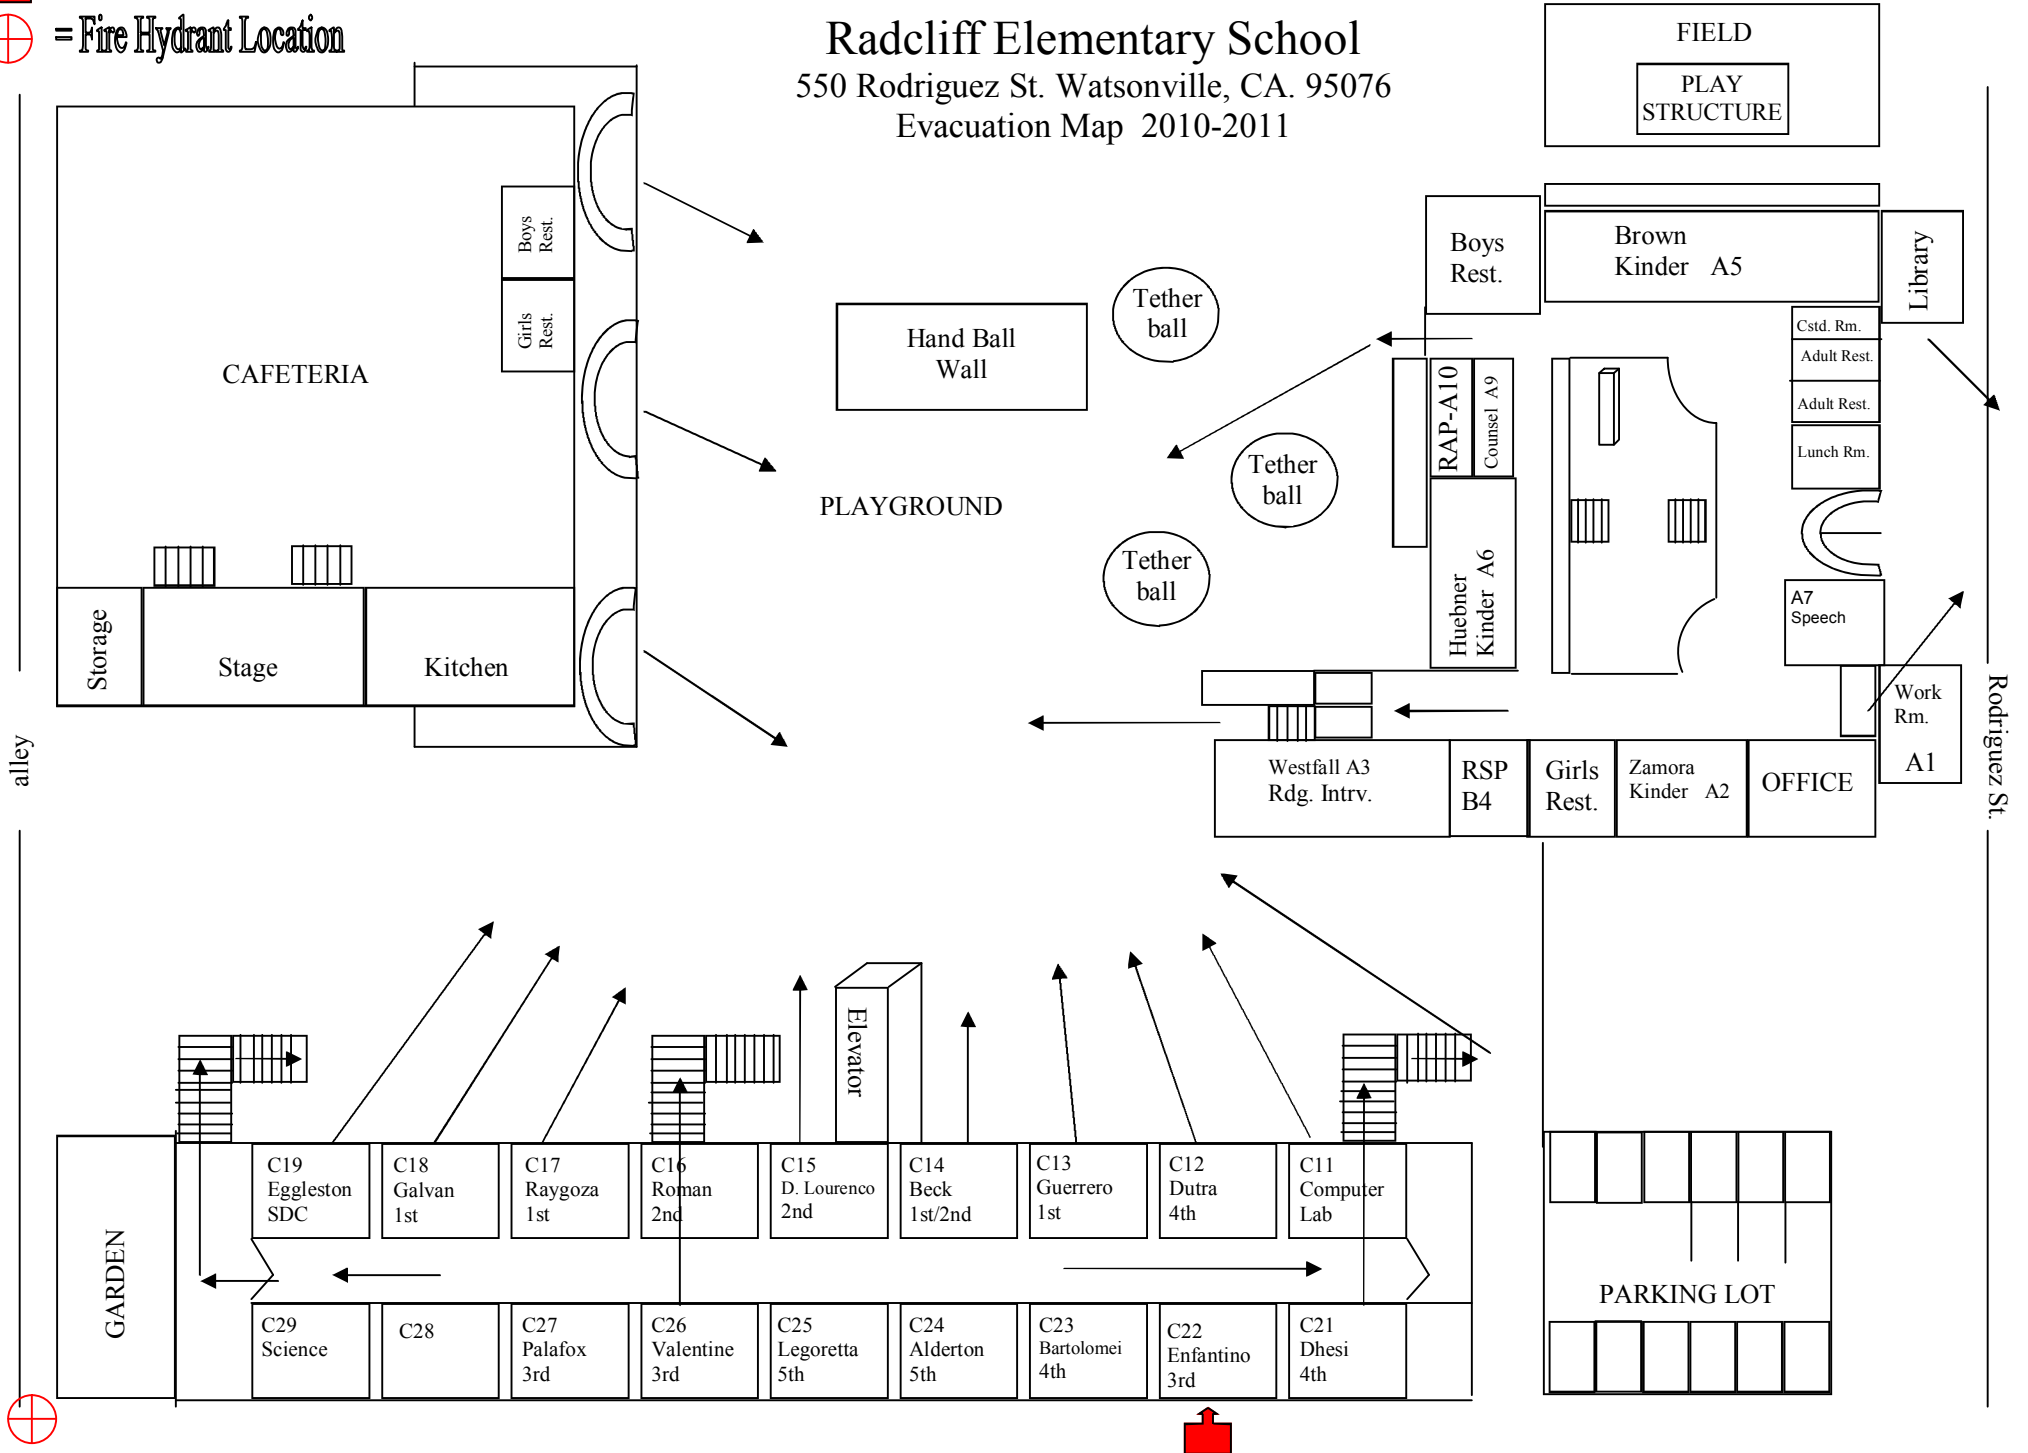 = Fire Hydrant Location
Radcliff Elementary School
550 Rodriguez St. Watsonville, CA. 95076
Evacuation Map 2010-2011
FIELD
PLAY
STRUCTURE
Boys
Rest.
Girls
Rest.
CAFETERIA
Storage
Stage
Kitchen
alley
Hand Ball
Wall
Tether
ball
Tether
ball
Tether
ball
PLAYGROUND
Boys
Rest.
Brown
Kinder A5
Library
Cstd. Rm.
Adult Rest.
Adult Rest.
Lunch Rm.
RAP-A10
Counsel A9
Huebner
Kinder A6
A7
Speech
Work
Rm.
A1
Rodriguez St.
Westfall A3
Rdg. Intrv.
RSP
B4
Girls
Rest.
Zamora
Kinder A2
OFFICE
Elevator
GARDEN
C19
Eggleston
SDC
C18
Galvan
1st
C17
Raygoza
1st
C16
Roman
2nd
C15
D. Lourenco
2nd
C14
Beck
1st/2nd
C13
Guerrero
1st
C12
Dutra
4th
C11
Computer
Lab
C29
Science
C28
C27
Palafox
3rd
C26
Valentine
3rd
C25
Legoretta
5th
C24
Alderton
5th
C23
Bartolomei
4th
C22
Enfantino
3rd
C21
Dhesi
4th
PARKING LOT